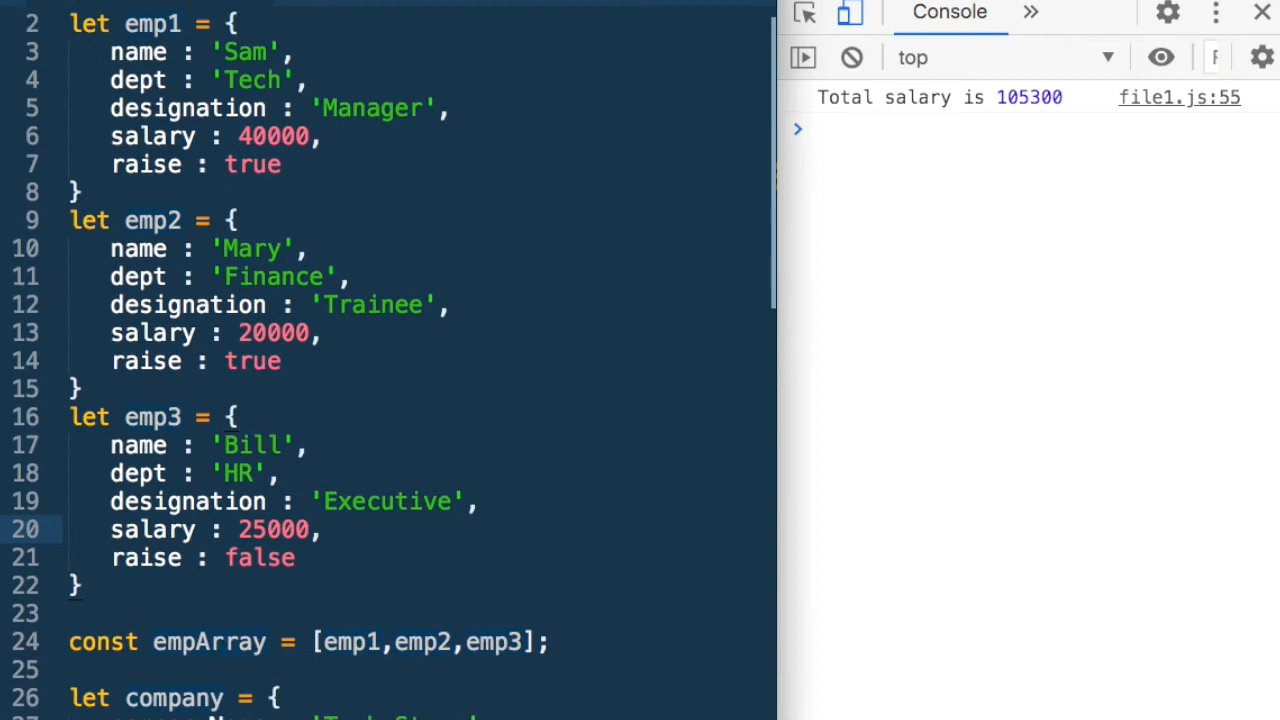 2 let emp1 = {
3 name : 'Sam',
4 dept : 'Tech',
5 designation : 'Manager',
6 salary : 40000,
7 raise : true
8 }
9 let emp2 = {
10 name : 'Mary',
11 dept : 'Finance',
12 designation : 'Trainee',
13 salary : 20000,
14 raise : true
15 }
16 let emp3 = {
17 name : 'Bill',
18 dept : 'HR',
19 designation : 'Executive',
20 salary : 25000,
21 raise : false
22 }
23
24 const empArray = [emp1,emp2,emp3];
25
26 let company = {
Console »
top
Total salary is 105300 file1.js:55
>